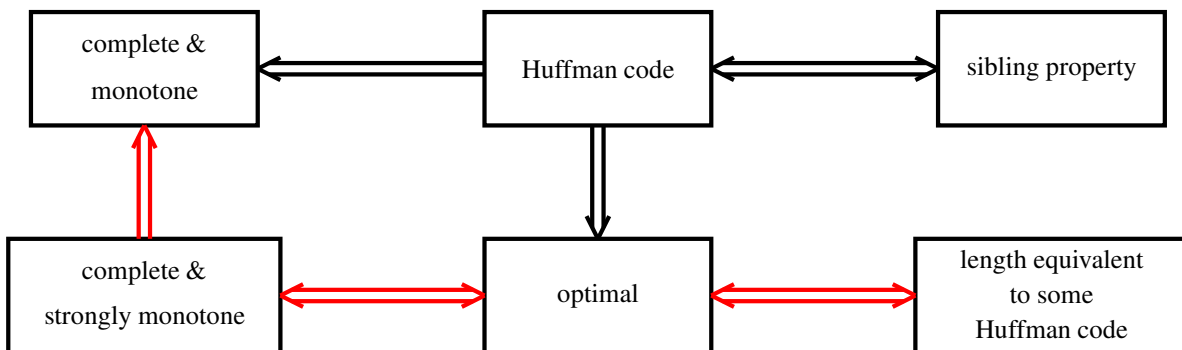 complete &
monotone
Huffman code
sibling property
complete &
strongly monotone
optimal
length equivalent
to some
Huffman code